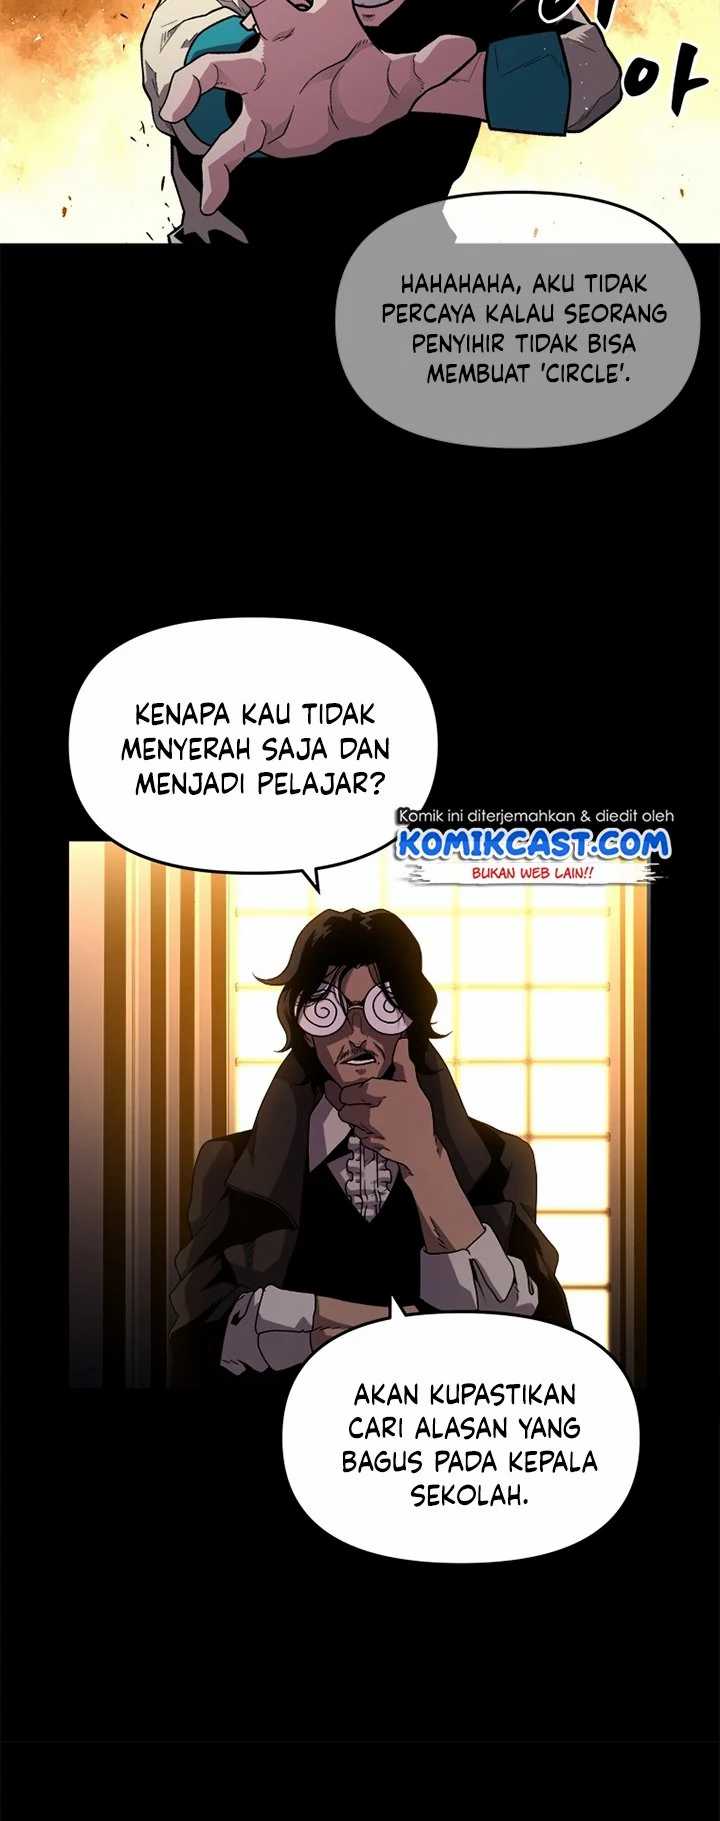 아
HAHAHAHA, AKU TIDAK
PERCAYA KALAU SEORANG
PENYIHIR TIDAK BISA
MEMBUAT 'CIRCLE'.
KENAPA KAU TIDAK
MENYERAH SAJA DAN
MENJADI PELAJAR?
Komik ini diterjemahkan & diedit oleh
KOMIKCAST.COM
BUKAN WEB LAIN!!
AKAN KUPASTIKAN
CARI ALASAN YANG
BAGUS PADA KEPALA
SEKOLAH.